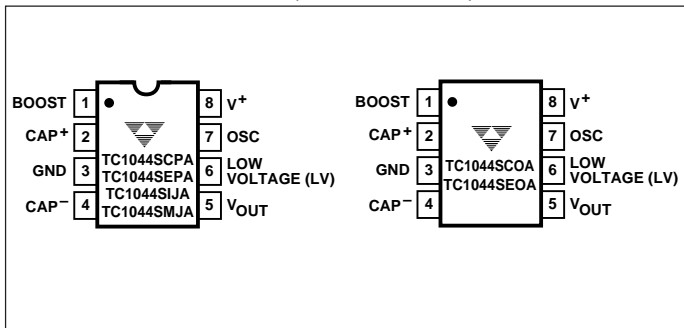 BOOST 1
CAP+ 2
GND 3
CAP− 4
8 V+
7 OSC
6 LOW
VOLTAGE (LV)
5 VOUT
TC1044SCPA
TC1044SEPA
TC1044SIJA
TC1044SMJA
BOOST 1
CAP+ 2
GND 3
CAP− 4
8 V+
7 OSC
6 LOW
VOLTAGE (LV)
5 VOUT
TC1044SCOA
TC1044SEOA